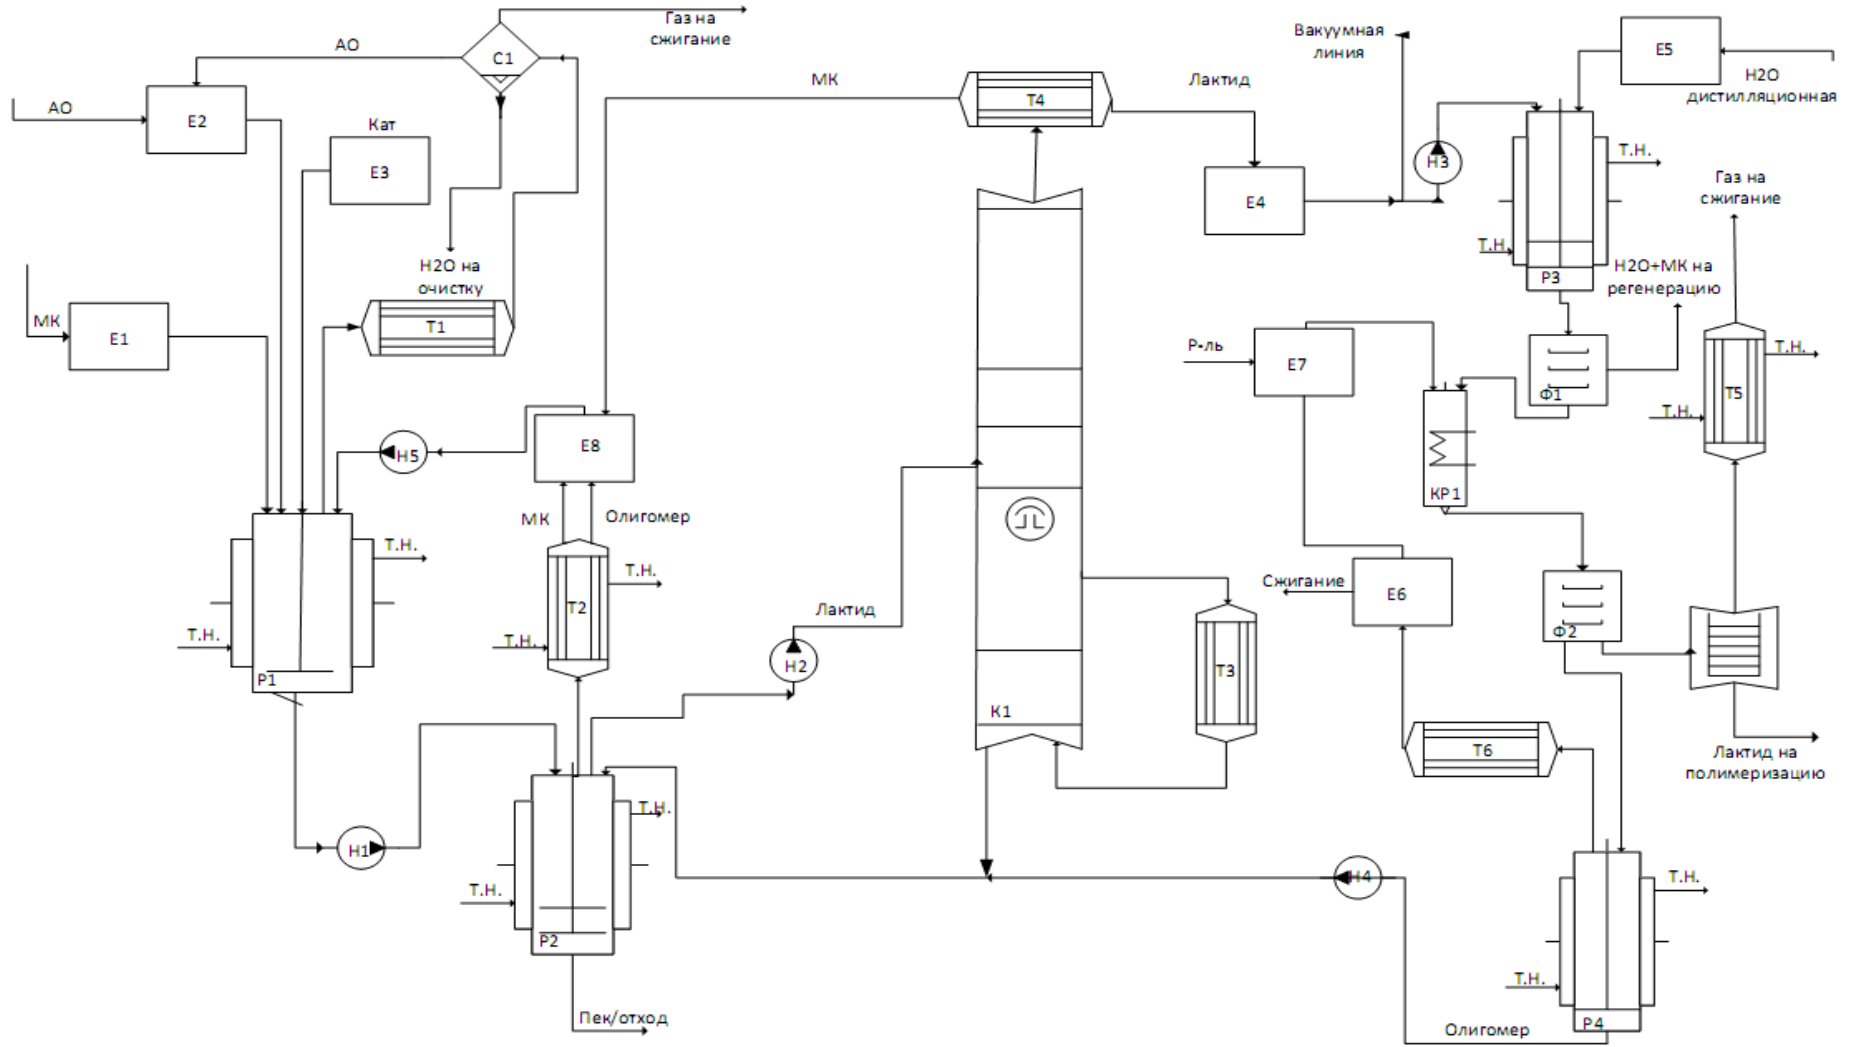 Газ на
сжигание
АО
С1
АО
Е2
Кат
Е3
Н2О на
очистку
МК
Е1
Т1
МК
Т4
Лактид
Вакуумная
линия
Е4
Н3
Е5
Н2О
дистилляционная
Т.Н.
Т.Н.
Р3
Газ на
сжигание
Н2О+МК на
регенерацию
Р-ль
Е7
Ф1
Т.Н.
Т5
Т.Н.
КР1
Н5
Е8
МК
Олигомер
Т.Н.
Т.Н.
Т2
Т.Н.
Т.Н.
Р1
Лактид
Н2
К1
Т3
Сжигание
Е6
Ф2
Т6
Лактид на
полимеризацию
Н1
Т.Н.
Т.Н.
Р2
Н4
Т.Н.
Т.Н.
Р4
Пек/отход
Олигомер